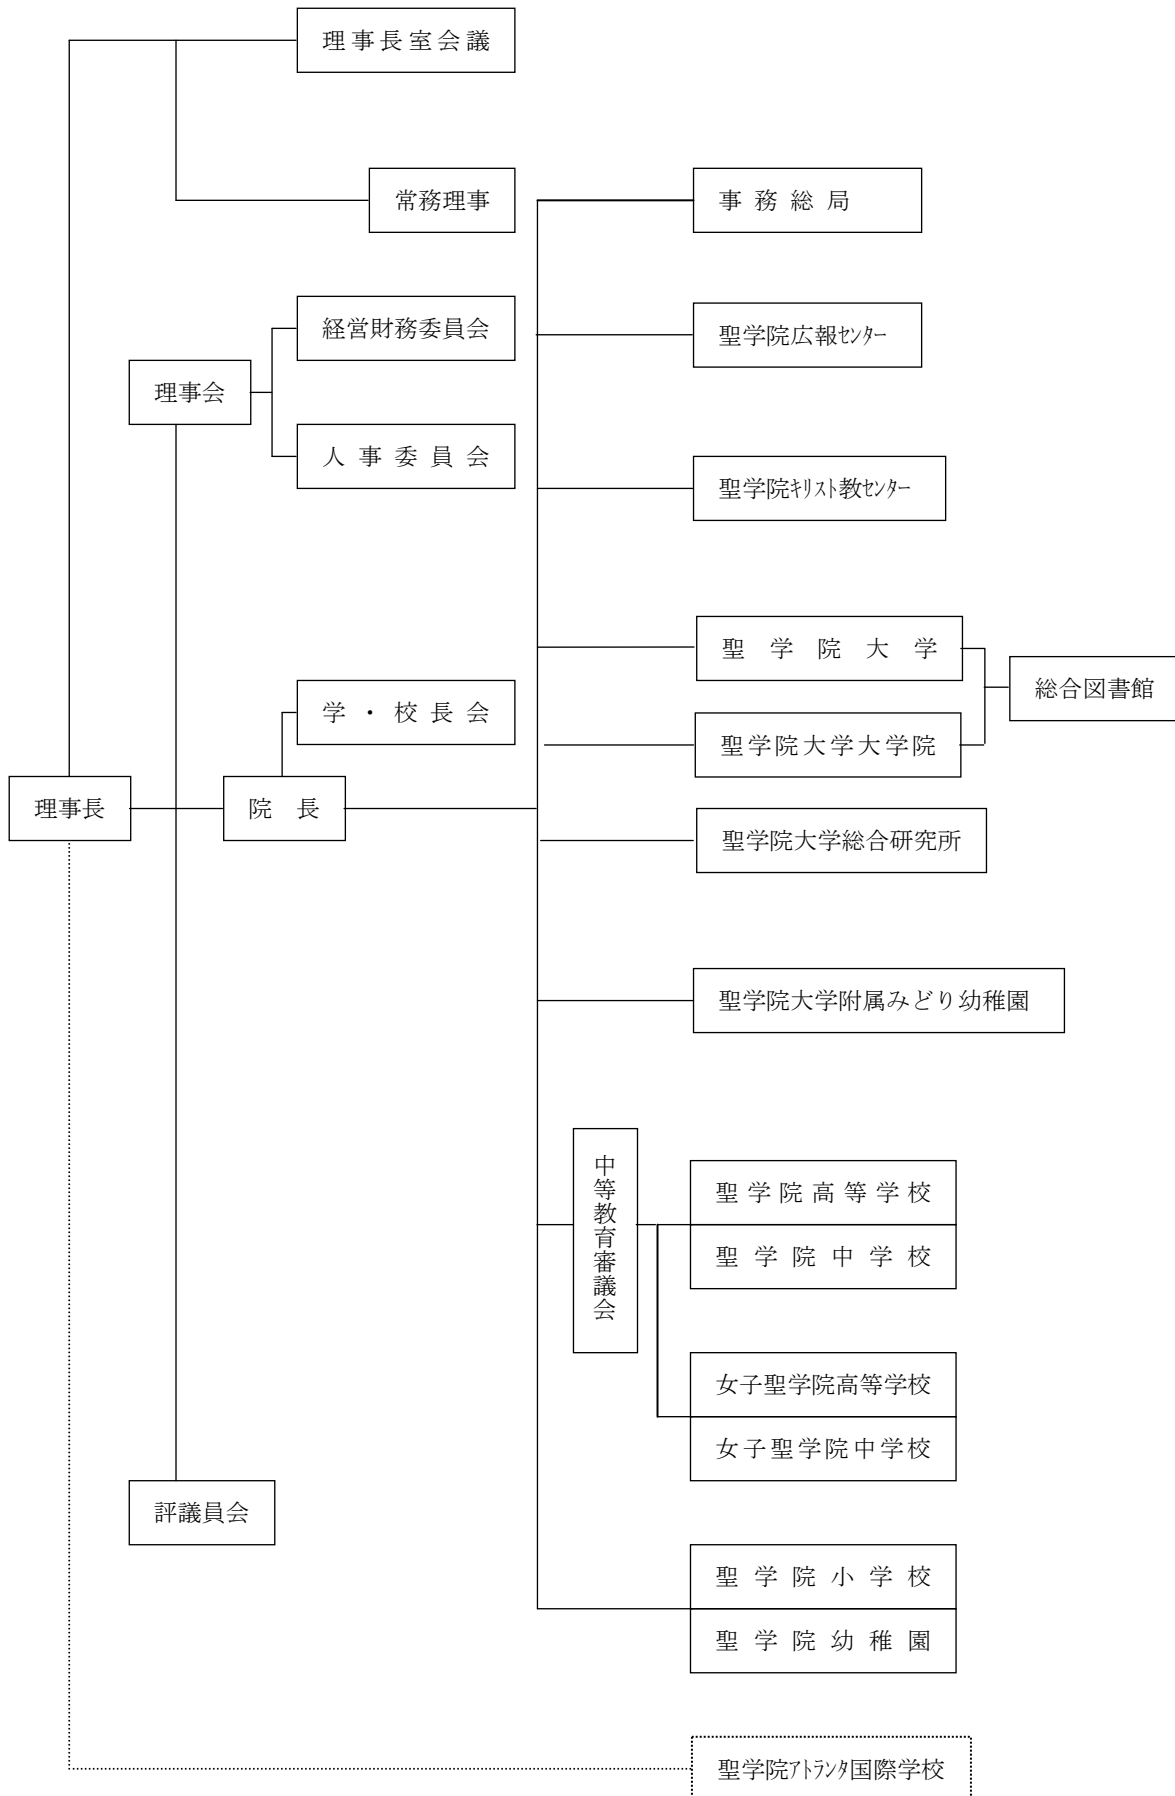 理事長室会議
常務理事
事務総局
経営財務委員会
聖学院広報ｾﾝﾀｰ
理事会
人事委員会
聖学院ｷﾘｽﾄ教ｾﾝﾀｰ
聖学院大学
総合図書館
学・校長会
聖学院大学大学院
理事長
院長
聖学院大学総合研究所
聖学院大学附属みどり幼稚園
中等教育審議会
聖学院高等学校
聖学院中学校
女子聖学院高等学校
女子聖学院中学校
評議員会
聖学院小学校
聖学院幼稚園
聖学院ｱﾄﾗﾝﾀ国際学校